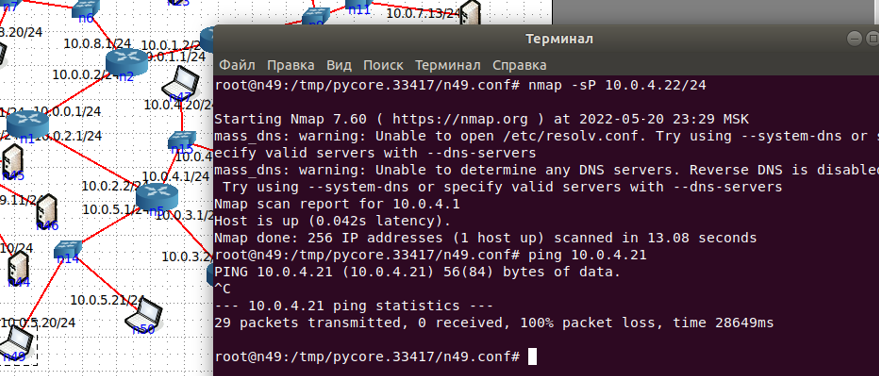 n7
n6
n11
10.0.7.13/24
8.20/24
10.0.8.1/24
10.0.1.2/2
0.1.1/24
10.0.0.2/2
n2
n47
10.0.4.20/24
0.0.1/24
n1
0.2.1/24
n15
10.0.4
n45
10.0.2.2/2
0.4.1/24
10.0.5.1/2
n5
0.3.1/2
9.11/24
n46
n14
10.0.3.2
10/24
n44
10.0.5.21/24
n50
10.0.5.20/24
n49
Терминал
Файл Правка Вид Поиск Терминал Справка
root@n49:/tmp/pycore.33417/n49.conf# nmap -sP 10.0.4.22/24
Starting Nmap 7.60 ( https://nmap.org ) at 2022-05-20 23:29 MSK
mass_dns: warning: Unable to open /etc/resolv.conf. Try using --system-dns or s
ecify valid servers with --dns-servers
mass_dns: warning: Unable to determine any DNS servers. Reverse DNS is disable
Try using --system-dns or specify valid servers with --dns-servers
Nmap scan report for 10.0.4.1
Host is up (0.042s latency).
Nmap done: 256 IP addresses (1 host up) scanned in 13.08 seconds
root@n49:/tmp/pycore.33417/n49.conf# ping 10.0.4.21
PING 10.0.4.21 (10.0.4.21) 56(84) bytes of data.
^C
--- 10.0.4.21 ping statistics ---
29 packets transmitted, 0 received, 100% packet loss, time 28649ms
root@n49:/tmp/pycore.33417/n49.conf#